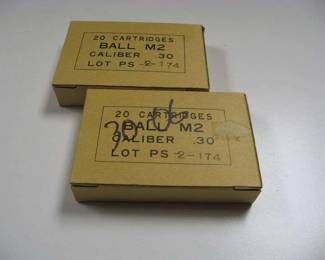 20 CARTRIDGES
BALL M2
CALIBER .30
LOT PS -2-174
20 CARTRIDGES
BALL M2
CALIBER .30
LOT PS -2-174